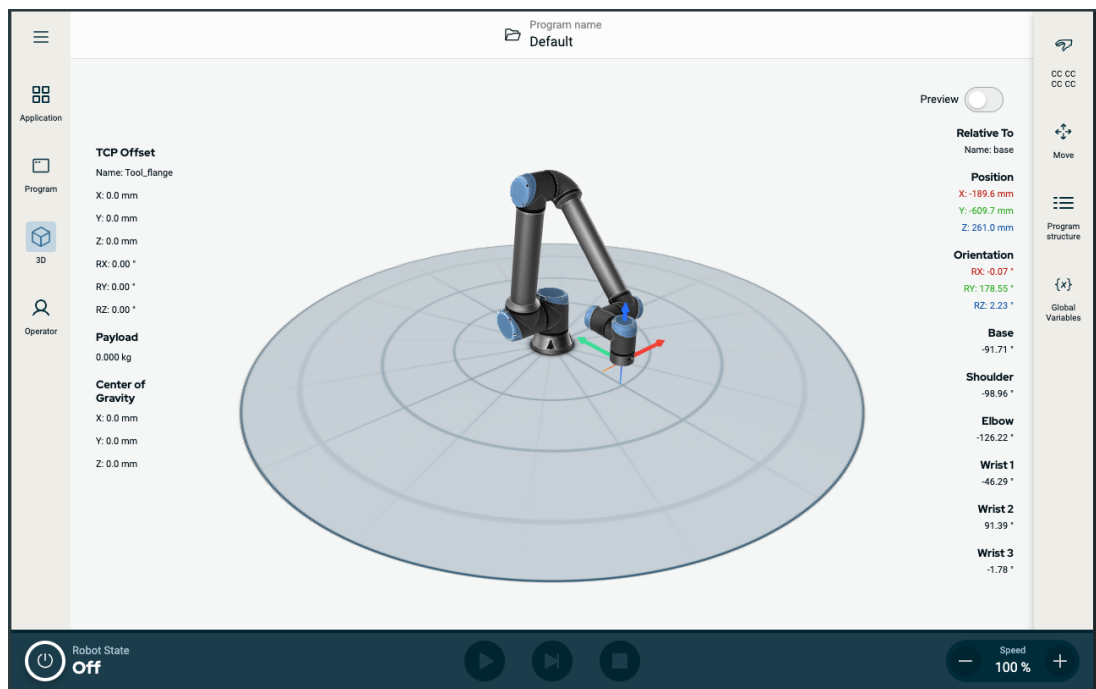 Program name
Default
Application
Program
3D
Operator
TCP Offset
Name: Tool_flange
X: 0.0 mm
Y: 0.0 mm
Z: 0.0 mm
RX: 0.00 °
RY: 0.00 °
RZ: 0.00 °
Payload
0.000 kg
Center of
Gravity
X: 0.0 mm
Y: 0.0 mm
Z: 0.0 mm
Preview
Relative To
Name: base
Position
X: -189.6 mm
Y: -609.7 mm
Z: 261.0 mm
Orientation
RX: -0.07 °
RY: 178.55 °
RZ: 2.23 °
Base
-91.71 °
Shoulder
-98.96 °
Elbow
-126.22 °
Wrist 1
-46.29 °
Wrist 2
91.39 °
Wrist 3
-1.78 °
CC CC
CC CC
Move
Program
structure
{x}
Global
Variables
Robot State
Off
Speed
100 %